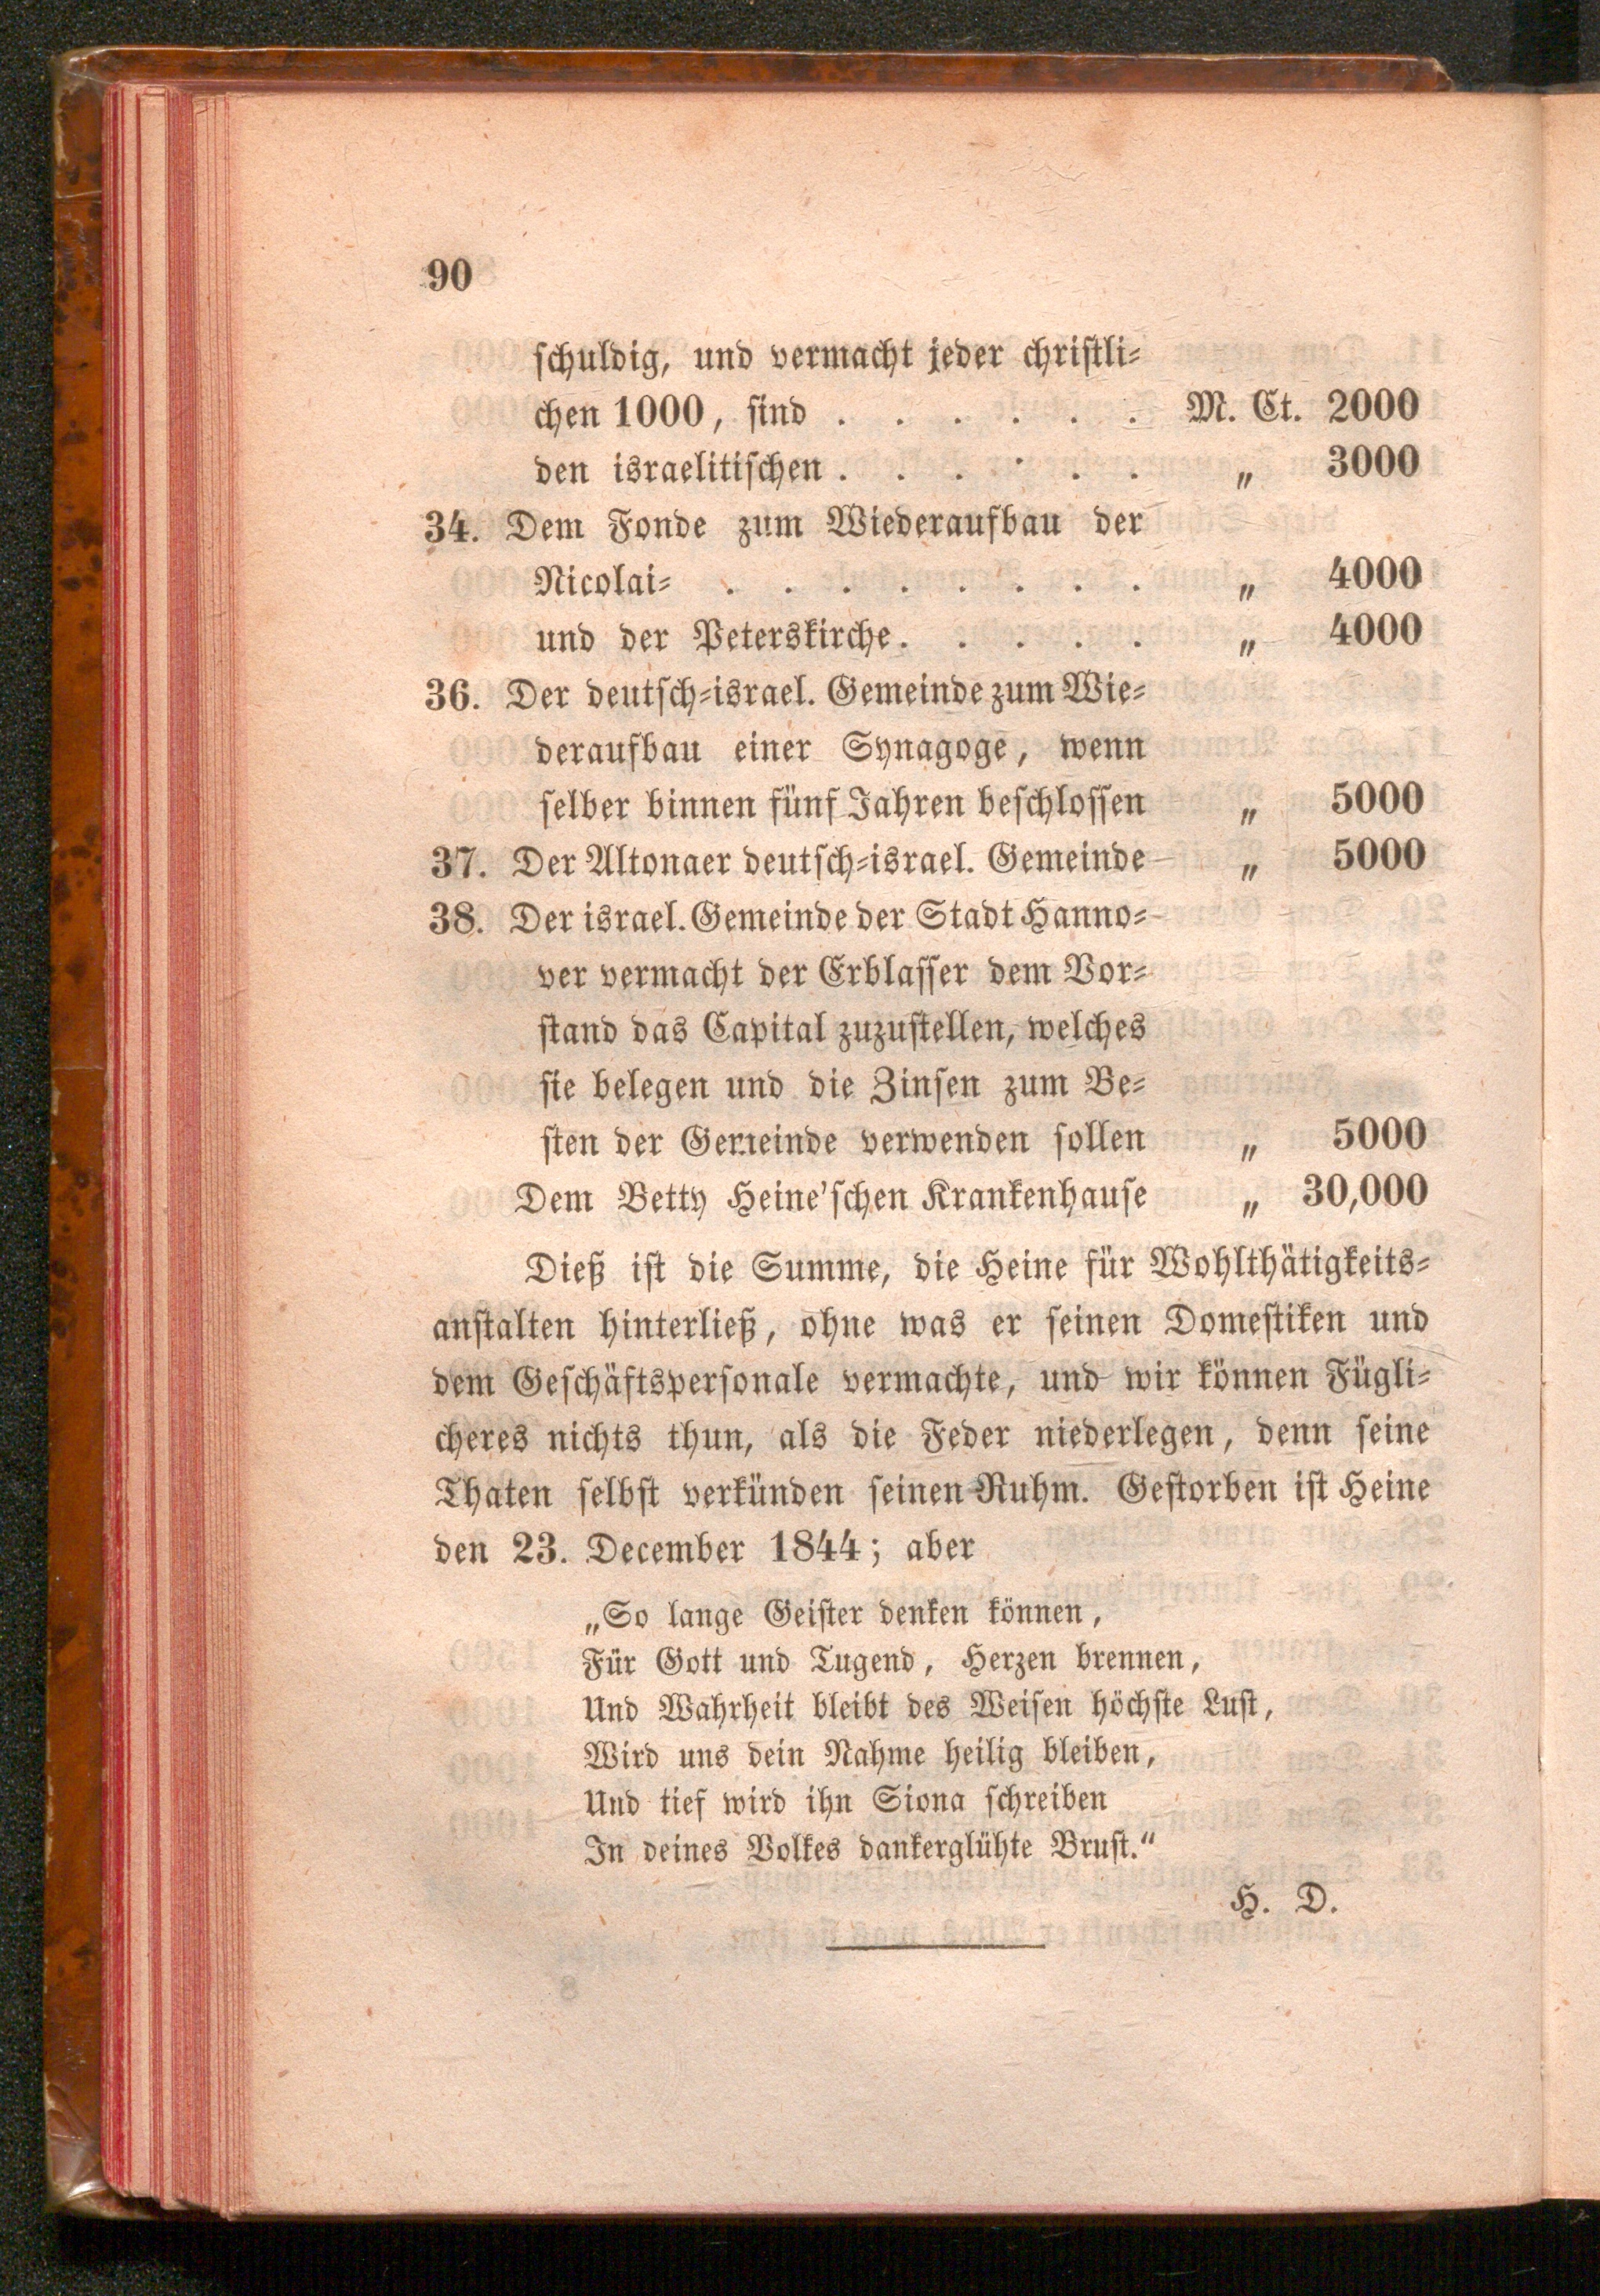 90
schuldig, und vermacht jeder christli-
chen 1000, sind . . . . . . M. Ct. 2000
den israelitischen . . . . . . „ 3000
34. Dem Fonde zum Wiederaufbau der
Nicolai- . . . . . . . . „ 4000
und der Peterskirche. . . . . „ 4000
36. Der deutsch-israel. Gemeinde zum Wie-
deraufbau einer Synagoge, wenn
selber binnen fünf Jahren beschlossen „ 5000
37. Der Altonaer deutsch-israel. Gemeinde „ 5000
38. Der israel. Gemeinde der Stadt Hanno-
ver vermacht der Erblasser dem Vor-
stand das Capital zuzustellen, welches
sie belegen und die Zinsen zum Be-
sten der Gemeinde verwenden sollen „ 5000
Dem Betty Heine'schen Krankenhause „ 30,000
Dieß ist die Summe, die Heine für Wohlthätigkeits-
anstalten hinterließ, ohne was er seinen Domestiken und
dem Geschäftspersonale vermachte, und wir können Fügli-
cheres nichts thun, als die Feder niederlegen, denn seine
Thaten selbst verkünden seinen Ruhm. Gestorben ist Heine
den 23. December 1844; aber
„So lange Geister denken können,
Für Gott und Tugend, Herzen brennen,
Und Wahrheit bleibt des Weisen höchste Lust,
Wird uns dein Nahme heilig bleiben,
Und tief wird ihn Siona schreiben
In deines Volkes dankerglühte Brust.“
H. D.